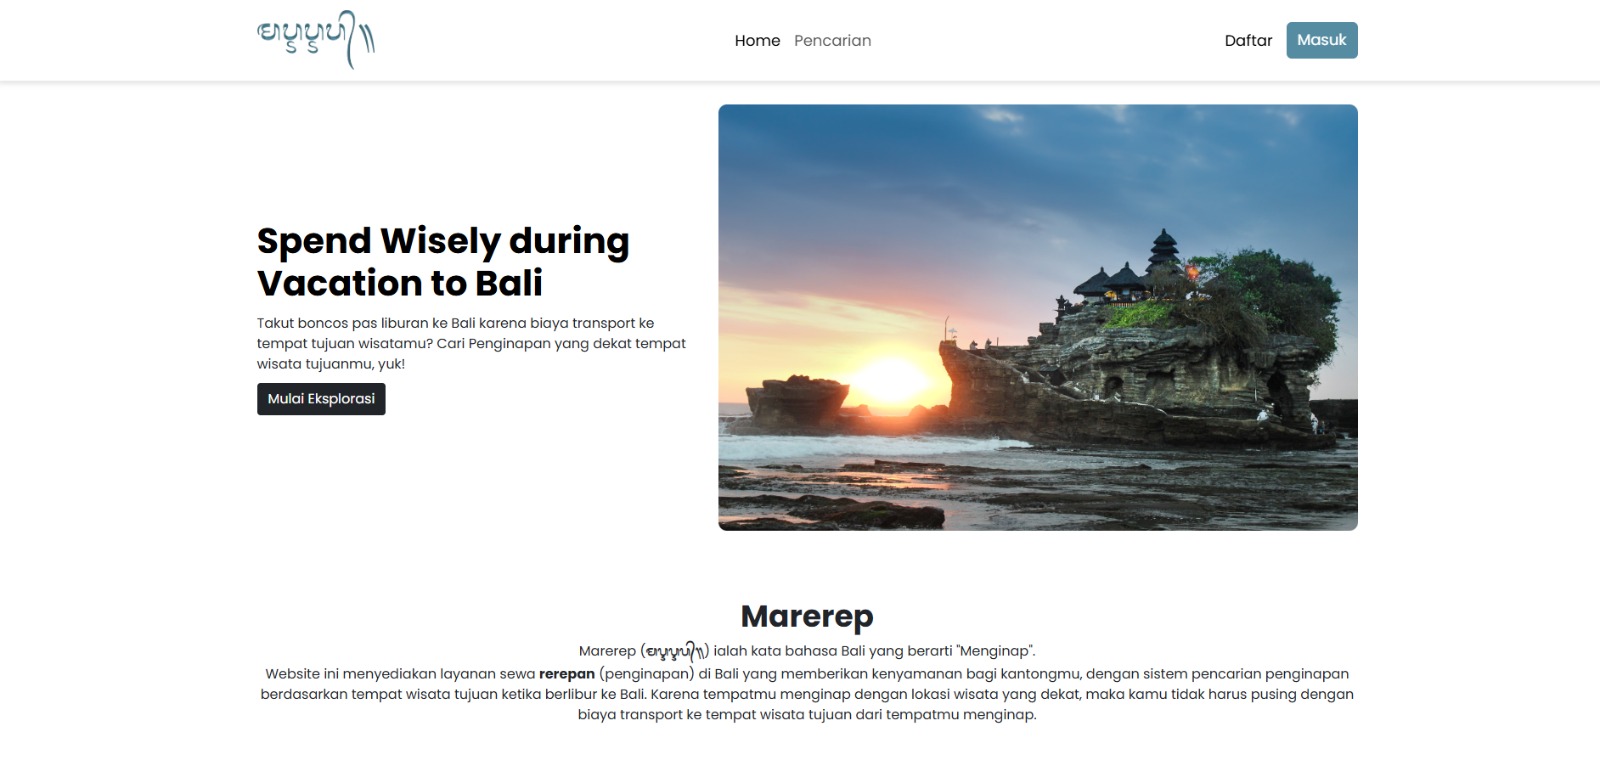 Home Pencarian Daftar Masuk
Spend Wisely during
Vacation to Bali
Takut boncos pas liburan ke Bali karena biaya transport ke
tempat tujuan wisatamu? Cari Penginapan yang dekat tempat
wisata tujuanmu, yuk!
Mulai Eksplorasi
Marerep
Marerep () ialah kata bahasa Bali yang berarti "Menginap".
Website ini menyediakan layanan sewa rerepan (penginapan) di Bali yang memberikan kenyamanan bagi kantongmu, dengan sistem pencarian penginapan
berdasarkan tempat wisata tujuan ketika berlibur ke Bali. Karena tempatmu menginap dengan lokasi wisata yang dekat, maka kamu tidak harus pusing dengan
biaya transport ke tempat wisata tujuan dari tempatmu menginap.